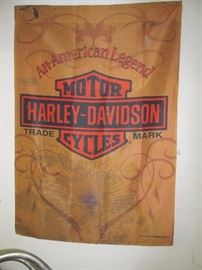 An American Legend
MOTOR
HARLEY-DAVIDSON
CYCLES
TRADE MARK
®